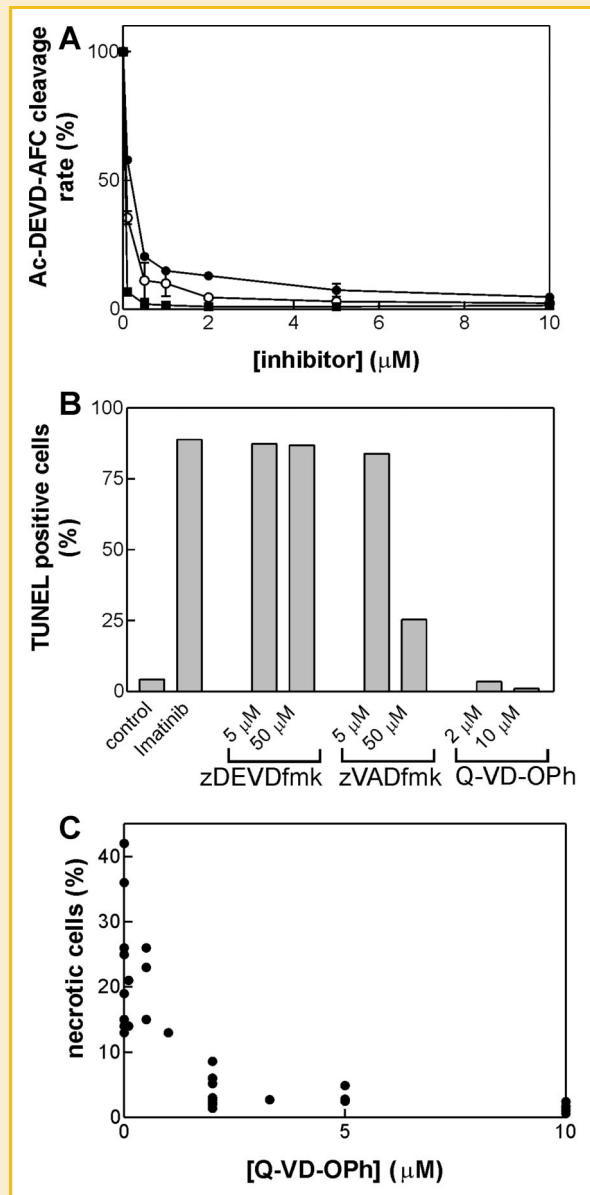 A
Ac-DEVD-AFC cleavage
rate (%)
100
50
0
0 2 4 6 8 10
[inhibitor] (μM)
B
TUNEL positive cells
(%)
100
75
50
25
0
control
Imatinib
5 μM
50 μM
5 μM
50 μM
2 μM
10 μM
zDEVDfmk zVADfmk Q-VD-OPh
C
necrotic cells (%)
40
30
20
10
0
0 5 10
[Q-VD-OPh] (μM)